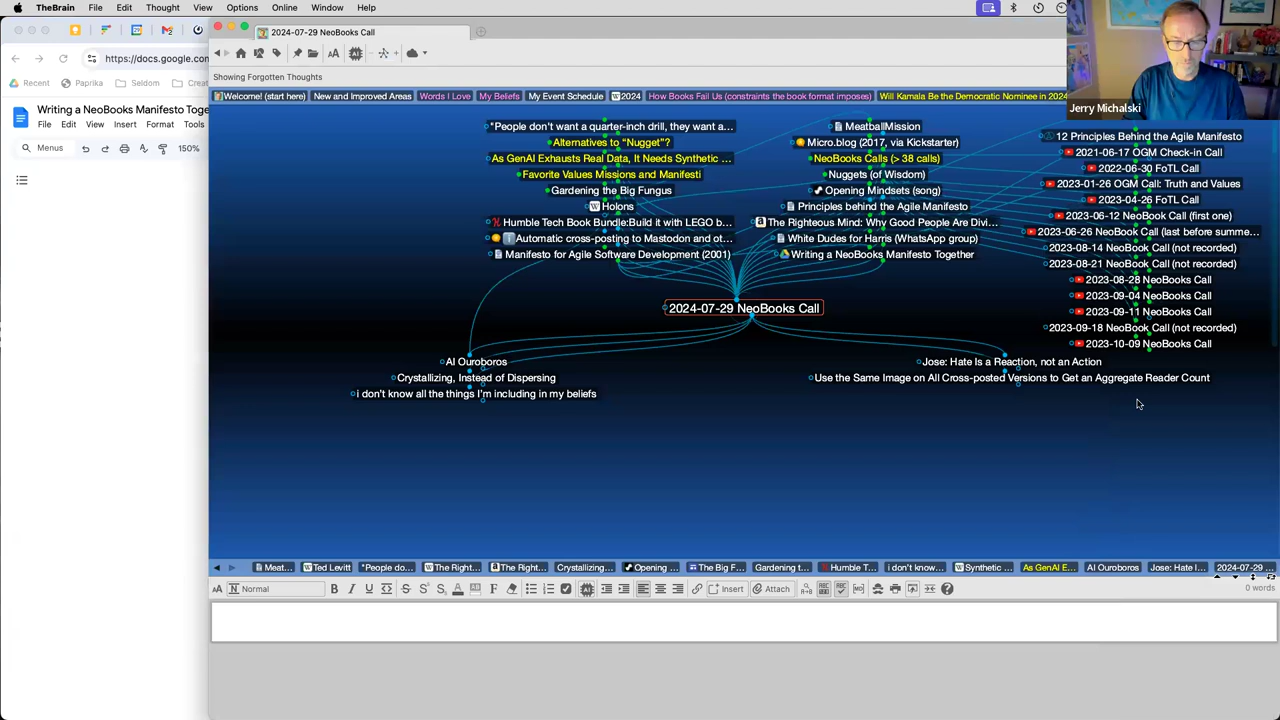 TheBrain File Edit Thought View Options Online Window Help
2024-07-29 NeoBooks Call
https://docs.google.com
Recent Paprika Seldom Creat
Showing Forgotten Thoughts
Welcome! (start here) New and Improved Areas Words I Love My Beliefs My Event Schedule 2024 How Books Fail Us (constraints the book format imposes) Will Kamala Be the Democratic Nominee in 2024
Jerry Michalski
Writing a NeoBooks Manifesto Toge
File Edit View Insert Format Tools
Menus 150%
"People don't want a quarter-inch drill, they want a...
Alternatives to "Nugget"?
As GenAI Exhausts Real Data, It Needs Synthetic ...
Favorite Values Missions and Manifesti
Gardening the Big Fungus
Holons
Humble Tech Book Bundle:Build it with LEGO b...
Automatic cross-posting to Mastodon and ot...
Manifesto for Agile Software Development (2001)
MeatballMission
Micro.blog (2017, via Kickstarter)
NeoBooks Calls (> 38 calls)
Nuggets (of Wisdom)
Opening Mindsets (song)
Principles behind the Agile Manifesto
The Righteous Mind: Why Good People Are Divi...
White Dudes for Harris (WhatsApp group)
Writing a NeoBooks Manifesto Together
12 Principles Behind the Agile Manifesto
2021-06-17 OGM Check-in Call
2022-06-30 FoTL Call
2023-01-26 OGM Call: Truth and Values
2023-04-26 FoTL Call
2023-06-12 NeoBook Call (first one)
2023-06-26 NeoBook Call (last before summe...
2023-08-14 NeoBook Call (not recorded)
2023-08-21 NeoBook Call (not recorded)
2023-08-28 NeoBooks Call
2023-09-04 NeoBooks Call
2023-09-11 NeoBooks Call
2023-09-18 NeoBook Call (not recorded)
2023-10-09 NeoBooks Call
2024-07-29 NeoBooks Call
AI Ouroboros
Crystallizing, Instead of Dispersing
i don't know all the things I'm including in my beliefs
Jose: Hate Is a Reaction, not an Action
Use the Same Image on All Cross-posted Versions to Get an Aggregate Reader Count
Meat... Ted Levitt "People do... The Right... The Right... Crystallizing,... Opening ... The Big F... Gardening t... Humble T... i don't know... Synthetic ... As GenAI E... AI Ouroboros Jose: Hate I... 2024-07-29 ...
Normal B I U S Insert Attach
0 words